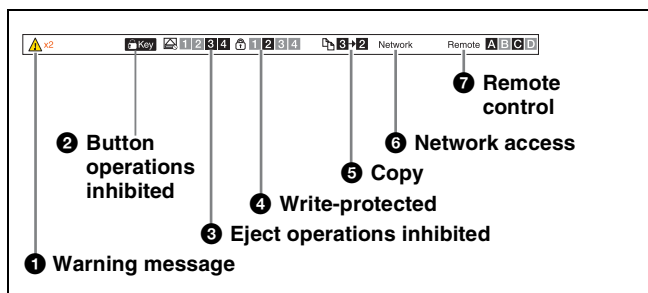 x2 Key 1 2 3 4 1 2 3 4 3→2 Network Remote A B C D
7 Remote control
2 Button operations inhibited
6 Network access
5 Copy
4 Write-protected
3 Eject operations inhibited
1 Warning message